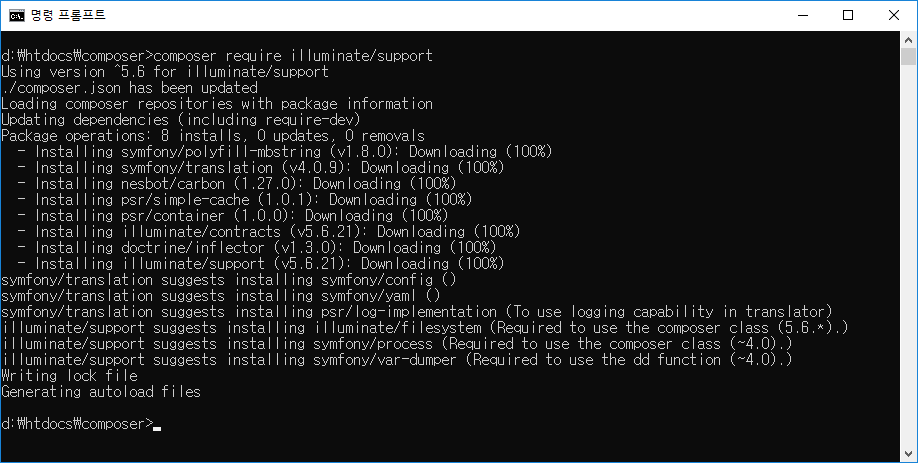 명령 프롬프트
d:₩htdocs₩composer>composer require illuminate/support
Using version ^5.6 for illuminate/support
./composer.json has been updated
Loading composer repositories with package information
Updating dependencies (including require-dev)
Package operations: 8 installs, 0 updates, 0 removals
  - Installing symfony/polyfill-mbstring (v1.8.0): Downloading (100%)
  - Installing symfony/translation (v4.0.9): Downloading (100%)
  - Installing nesbot/carbon (1.27.0): Downloading (100%)
  - Installing psr/simple-cache (1.0.1): Downloading (100%)
  - Installing psr/container (1.0.0): Downloading (100%)
  - Installing illuminate/contracts (v5.6.21): Downloading (100%)
  - Installing doctrine/inflector (v1.3.0): Downloading (100%)
  - Installing illuminate/support (v5.6.21): Downloading (100%)
symfony/translation suggests installing symfony/config ()
symfony/translation suggests installing symfony/yaml ()
symfony/translation suggests installing psr/log-implementation (To use logging capability in translator)
illuminate/support suggests installing illuminate/filesystem (Required to use the composer class (5.6.*).)
illuminate/support suggests installing symfony/process (Required to use the composer class (~4.0).)
illuminate/support suggests installing symfony/var-dumper (Required to use the dd function (~4.0).)
Writing lock file
Generating autoload files
d:₩htdocs₩composer>